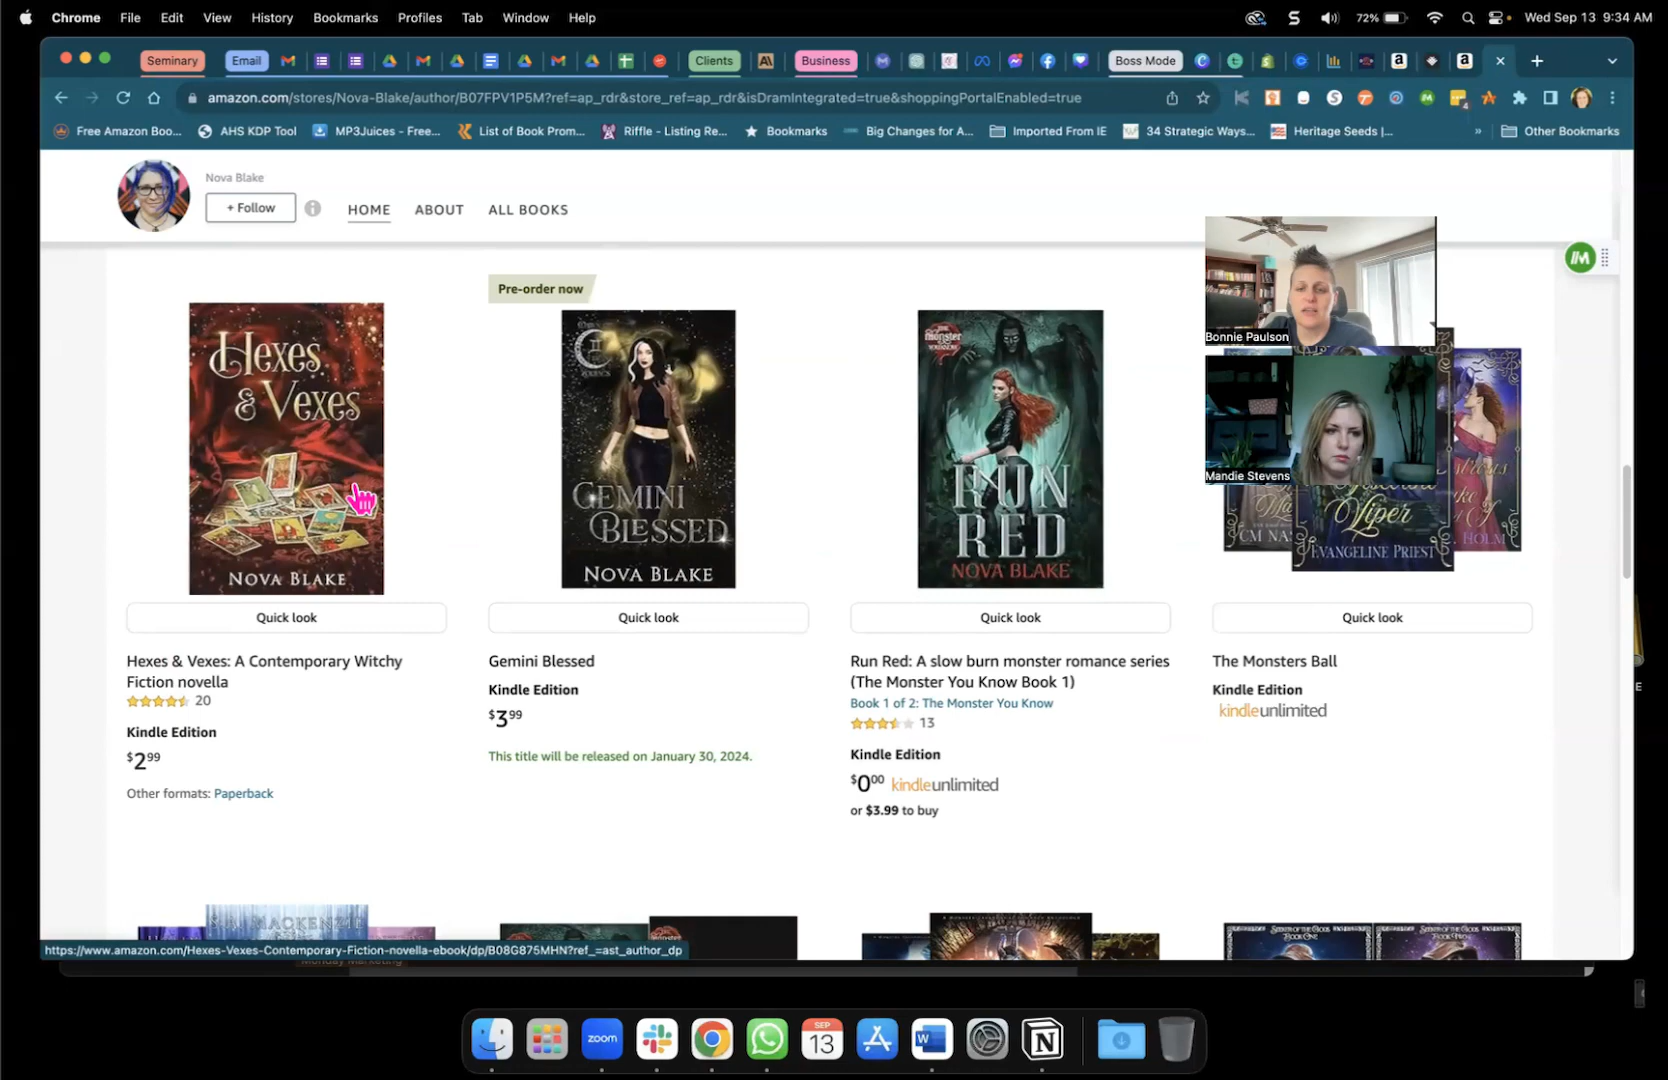 Chrome File Edit View History Bookmarks Profiles Tab Window Help
72% Wed Sep 13 9:34 AM
Seminary Email Clients Business Boss Mode
amazon.com/stores/Nova-Blake/author/B07FPV1P5M?ref=ap_rdr&store_ref=ap_rdr&isDramIntegrated=true&shoppingPortalEnabled=true
Free Amazon Boo... AHS KDP Tool MP3Juices - Free... List of Book Prom... Riffle - Listing Re... Bookmarks Big Changes for A... Imported From IE 34 Strategic Ways... Heritage Seeds |... » Other Bookmarks
Nova Blake
+ Follow
HOME ABOUT ALL BOOKS
Pre-order now
Bonnie Paulson
Mandie Stevens
Hexes
& Vexes
NOVA BLAKE
GEMINI
BLESSED
NOVA BLAKE
RUN
RED
NOVA BLAKE
Viper
CM NAS
EVANGELINE PRIEST
HOLM
Quick look
Quick look
Quick look
Quick look
Hexes & Vexes: A Contemporary Witchy
Fiction novella
20
Kindle Edition
$2.99
Other formats: Paperback
Gemini Blessed
Kindle Edition
$3.99
This title will be released on January 30, 2024.
Run Red: A slow burn monster romance series
(The Monster You Know Book 1)
Book 1 of 2: The Monster You Know
13
Kindle Edition
$0.00 kindleunlimited
or $3.99 to buy
The Monsters Ball
Kindle Edition
kindleunlimited
https://www.amazon.com/Hexes-Vexes-Contemporary-Fiction-novella-ebook/dp/B08G875MHN?ref_=ast_author_dp
zoom
SEP
13